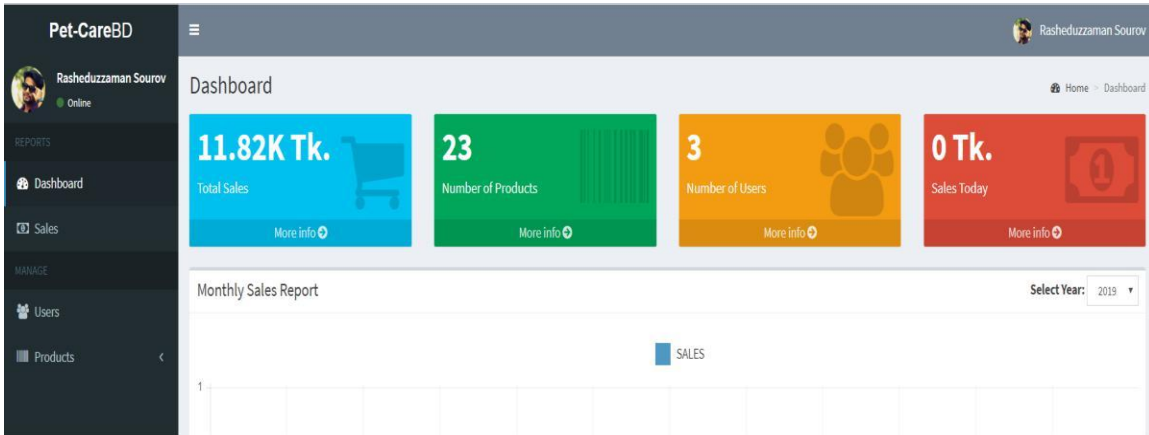 Pet-CareBD
Rasheduzzaman Sourov
Rasheduzzaman Sourov
Online
REPORTS
Dashboard
Sales
MANAGE
Users
Products
Dashboard
Home > Dashboard
11.82K Tk.
Total Sales
More info
23
Number of Products
More info
3
Number of Users
More info
0 Tk.
Sales Today
1
More info
Monthly Sales Report
Select Year: 2019
SALES
1